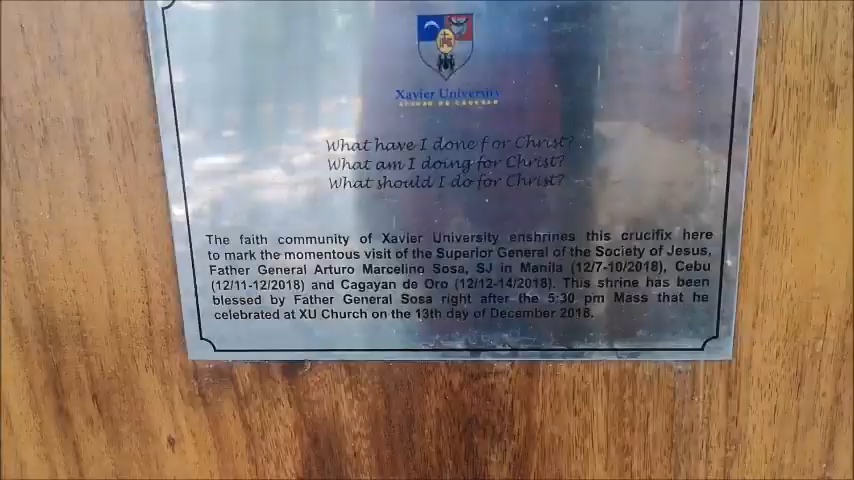 Xavier University
ATENEO DE CAGAYAN
What have I done for Christ?
What am I doing for Christ?
What should I do for Christ?
The faith community of Xavier University enshrines this crucifix here
to mark the momentous visit of the Superior General of the Society of Jesus,
Father General Arturo Marcelino Sosa, SJ in Manila (12/7-10/2018), Cebu
(12/11-12/2018) and Cagayan de Oro (12/12-14/2018). This shrine has been
blessed by Father General Sosa right after the 5:30 pm Mass that he
celebrated at XU Church on the 13th day of December 2018.